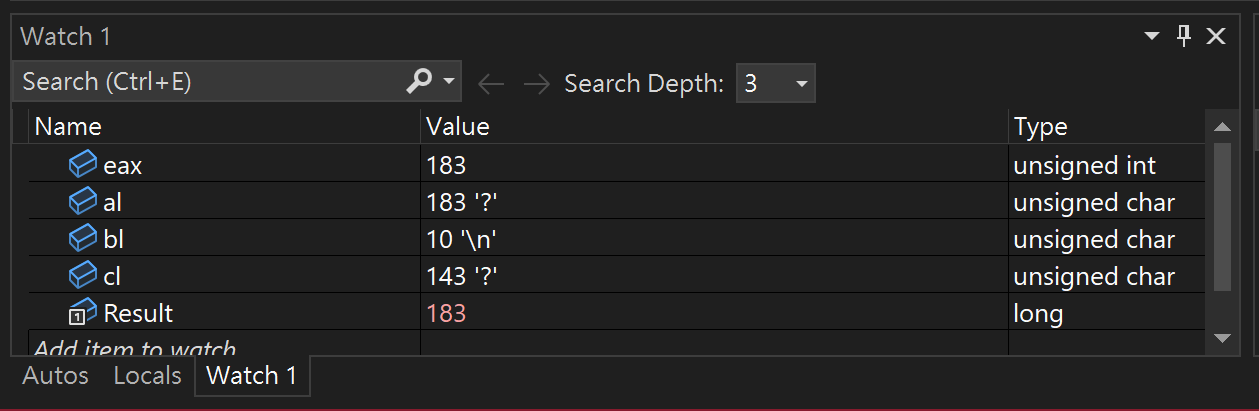 Watch 1
Search (Ctrl+E) Search Depth: 3
Name Value Type
eax 183 unsigned int
al 183 '?' unsigned char
bl 10 '\n' unsigned char
cl 143 '?' unsigned char
1 Result 183 long
Add item to watch
Autos Locals Watch 1